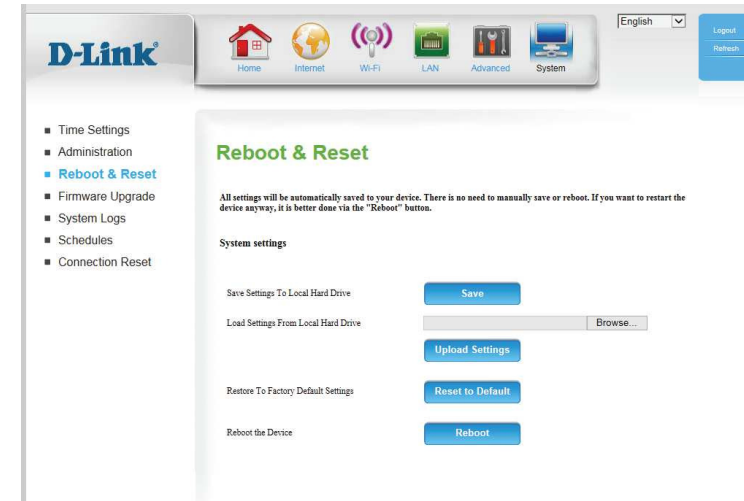 English
Logout
Refresh
D-Link
Home Internet Wi-Fi LAN Advanced System
Time Settings
Administration
Reboot & Reset
Firmware Upgrade
System Logs
Schedules
Connection Reset
Reboot & Reset
All settings will be automatically saved to your device. There is no need to manually save or reboot. If you want to restart the
device anyway, it is better done via the "Reboot" button.
System settings
Save Settings To Local Hard Drive Save
Load Settings From Local Hard Drive Browse...
Upload Settings
Restore To Factory Default Settings Reset to Default
Reboot the Device Reboot